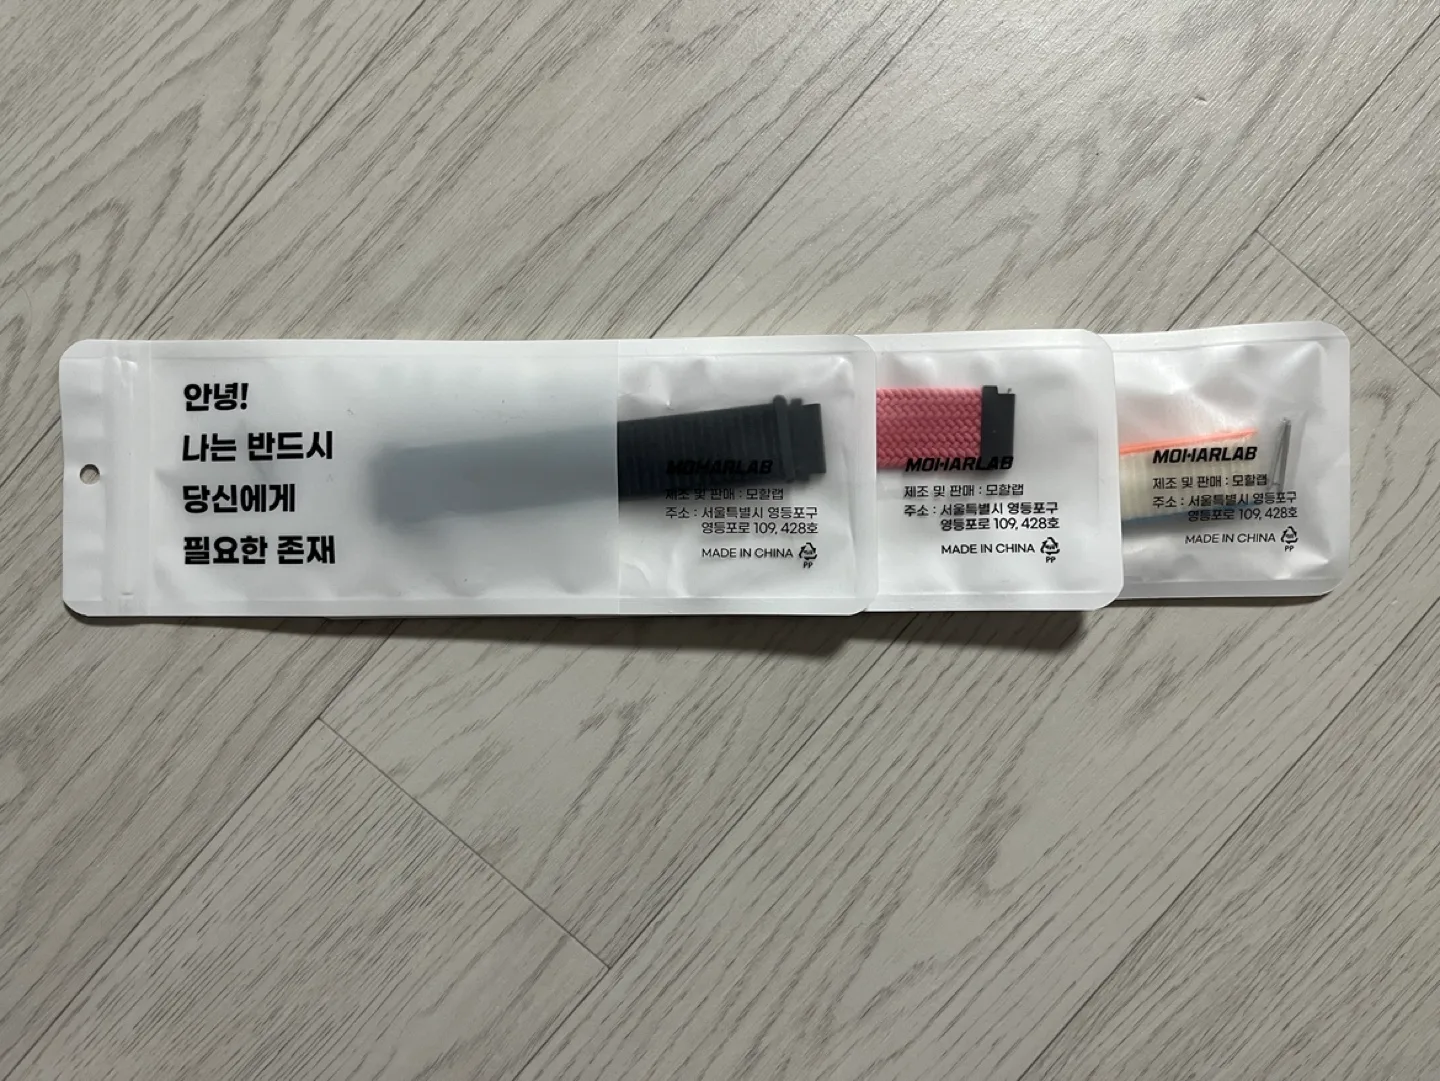 안녕!
나는 반드시
당신에게
필요한 존재
MOHARLAB
제조 및 판매 : 모할랩
주소 : 서울특별시 영등포구
영등포로 109, 428호
MADE IN CHINA
PP
MOHARLAB
제조 및 판매 : 모할랩
주소 : 서울특별시 영등포구
영등포로 109, 428호
MADE IN CHINA
PP
MOHARLAB
제조 및 판매 : 모할랩
주소 : 서울특별시 영등포구
영등포로 109, 428호
MADE IN CHINA
PP